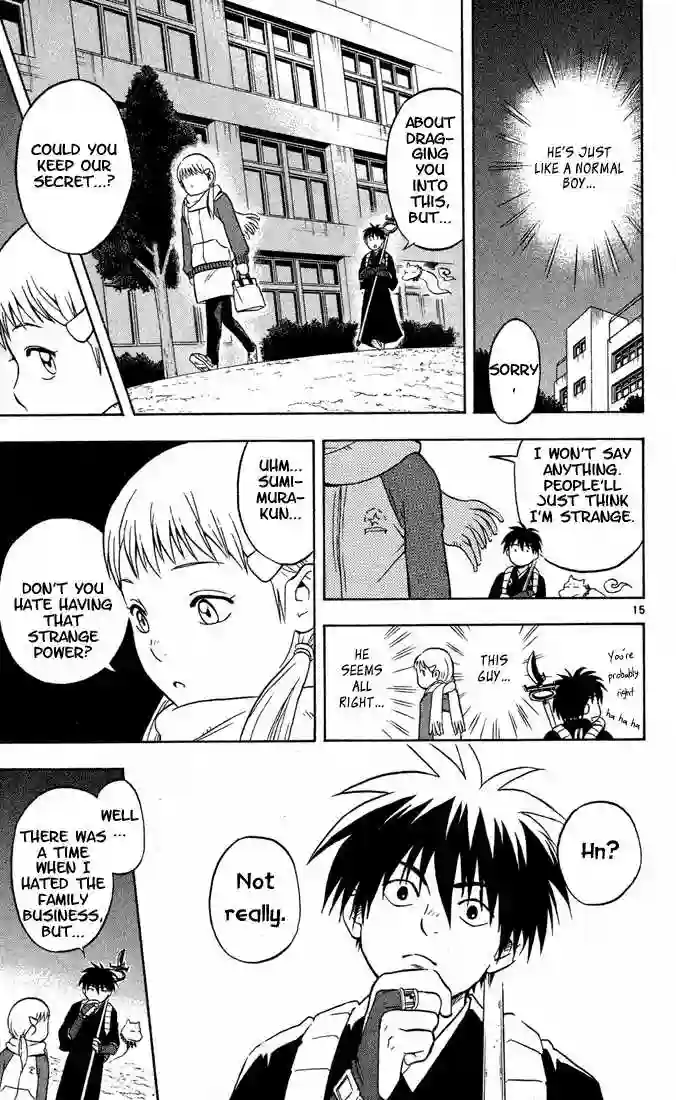 HE'S JUST
LIKE A NORMAL
BOY...
SORRY
.
ABOUT
DRAG-
GING
YOU
INTO
THIS,
BUT...
COULD YOU
KEEP OUR
SECRET...?
I WON'T SAY
ANYTHING.
PEOPLE'LL
JUST THINK
I'M STRANGE.
15
You're
probably
right
ha ha ha
THIS
GUY...
HE
SEEMS
ALL
RIGHT...
UHM...
SUMI-
MURA-
KUN...
DON'T YOU
HATE HAVING
THAT
STRANGE
POWER?
Hn?
Not
really.
WELL
...
THERE WAS
A TIME
WHEN I
HATED THE
FAMILY
BUSINESS,
BUT...